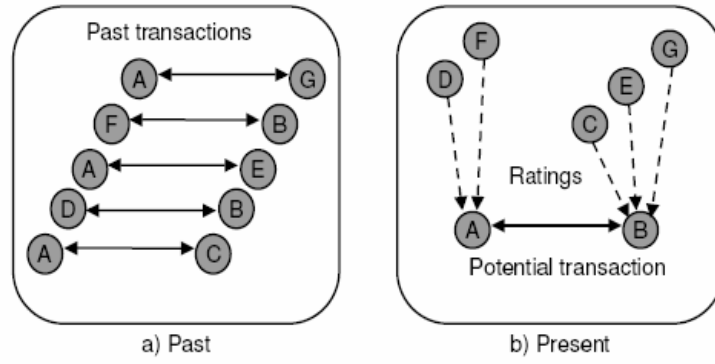 Past transactions
A G
F B
A E
D B
A C
a) Past
F G
D E
C
Ratings
A B
Potential transaction
b) Present